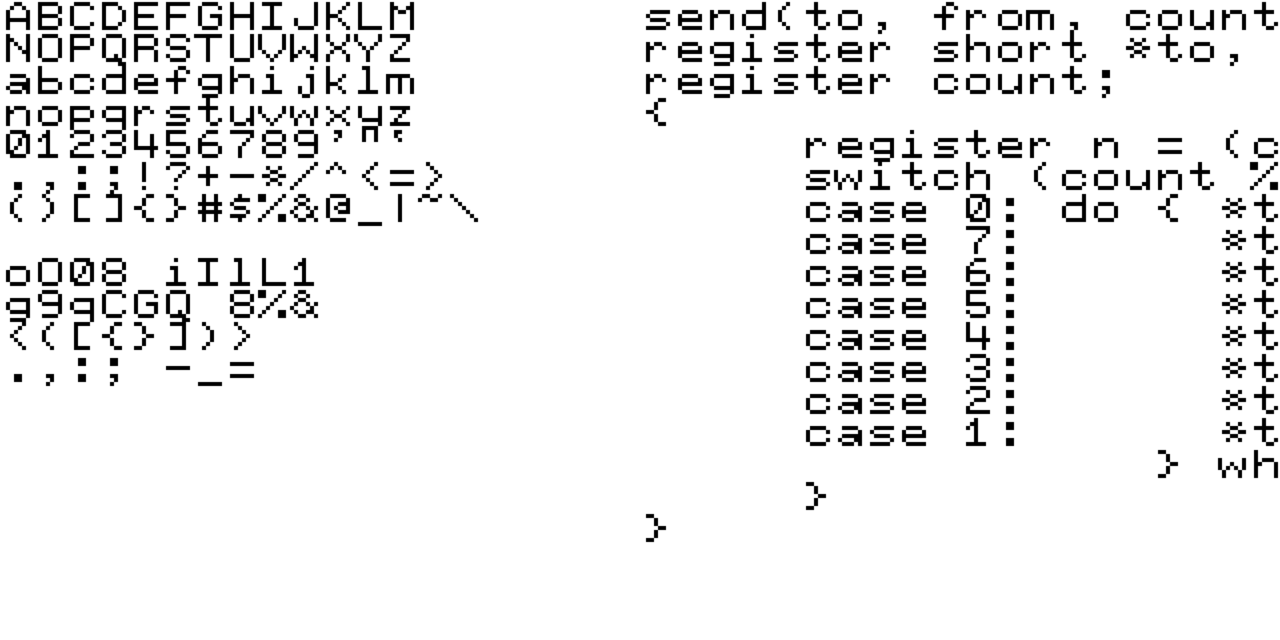 ABCDEFGHIJKLM
NOPQRSTUVWXYZ
abcdefghijklm
nopqrstuvwxyz
0123456789'"`
.,:;!?+-*/^<=>
()[]{}#$%&@_|~\
oO08 iIlL1
g9qCGQ 8%&
<([{}])>
.,:; -_=
send(to, from, count
register short *to,
register count;
{
register n = (c
switch (count %
case 0: do { *t
case 7: *t
case 6: *t
case 5: *t
case 4: *t
case 3: *t
case 2: *t
case 1: *t
} wh
}
}